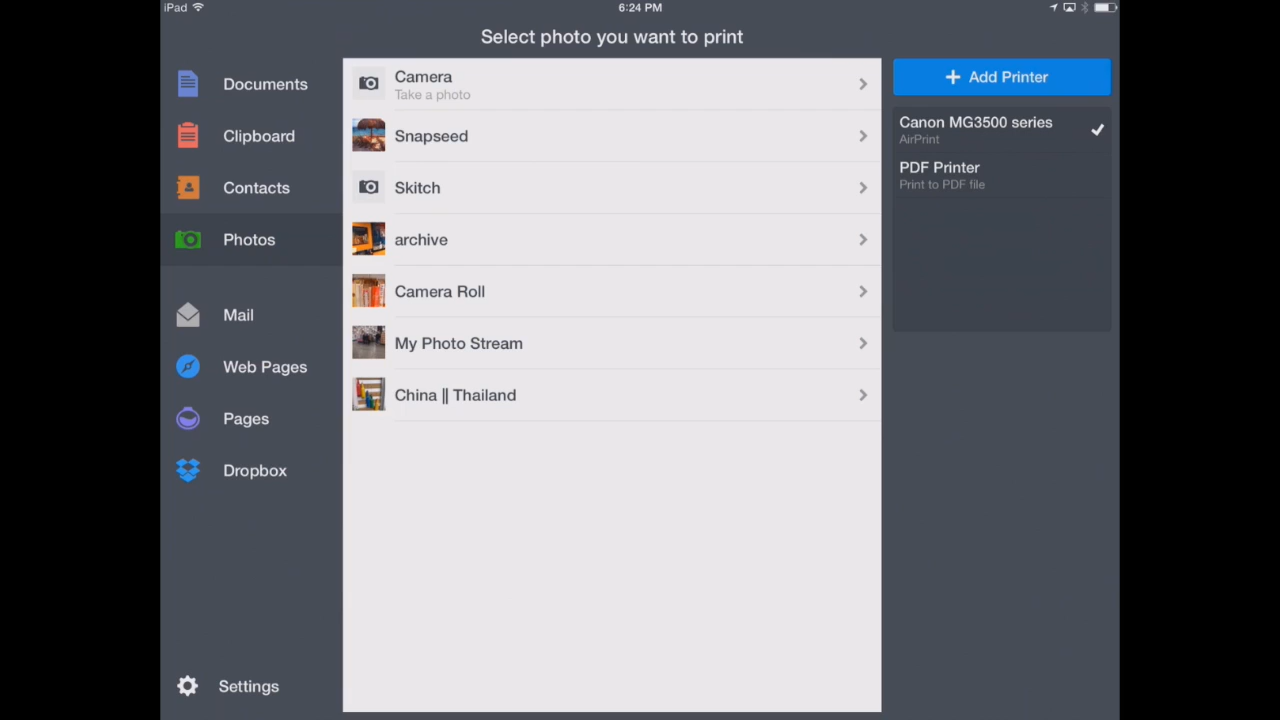 iPad
6:24 PM
Select photo you want to print
Documents
Clipboard
Contacts
Photos
Mail
Web Pages
Pages
Dropbox
Settings
Camera
Take a photo
Snapseed
Skitch
archive
Camera Roll
My Photo Stream
China || Thailand
+ Add Printer
Canon MG3500 series
AirPrint
PDF Printer
Print to PDF file